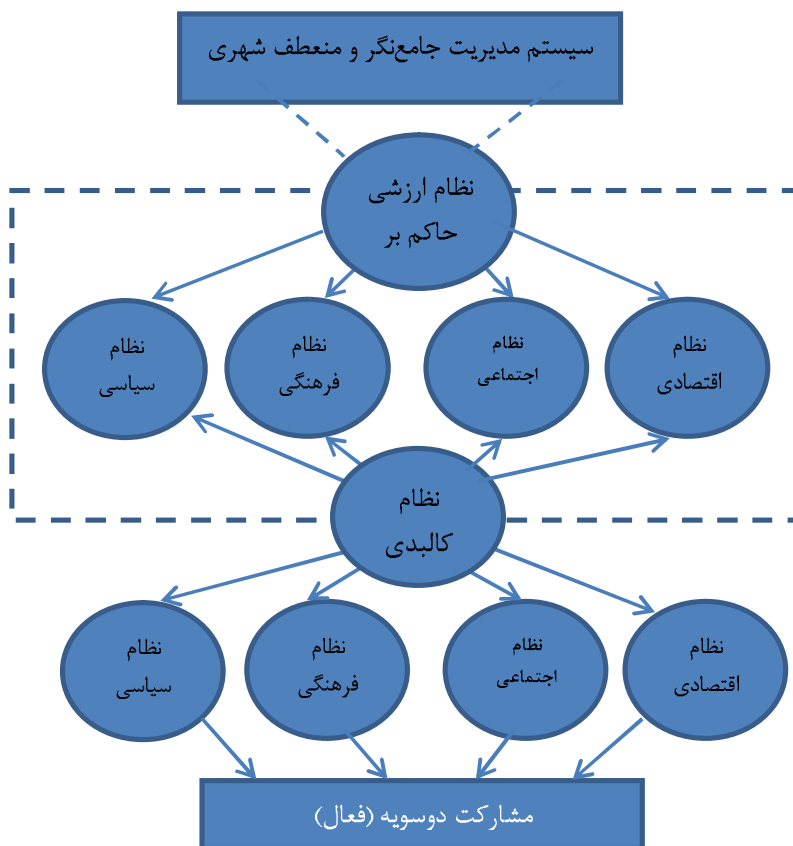 سیستم مدیریت جامع‌نگر و منعطف شهری
نظام ارزشی
حاکم بر
نظام
اقتصادی
نظام
اجتماعی
نظام
فرهنگی
نظام
سیاسی
نظام
کالبدی
نظام
اقتصادی
نظام
اجتماعی
نظام
فرهنگی
نظام
سیاسی
مشارکت دوسویه (فعال)